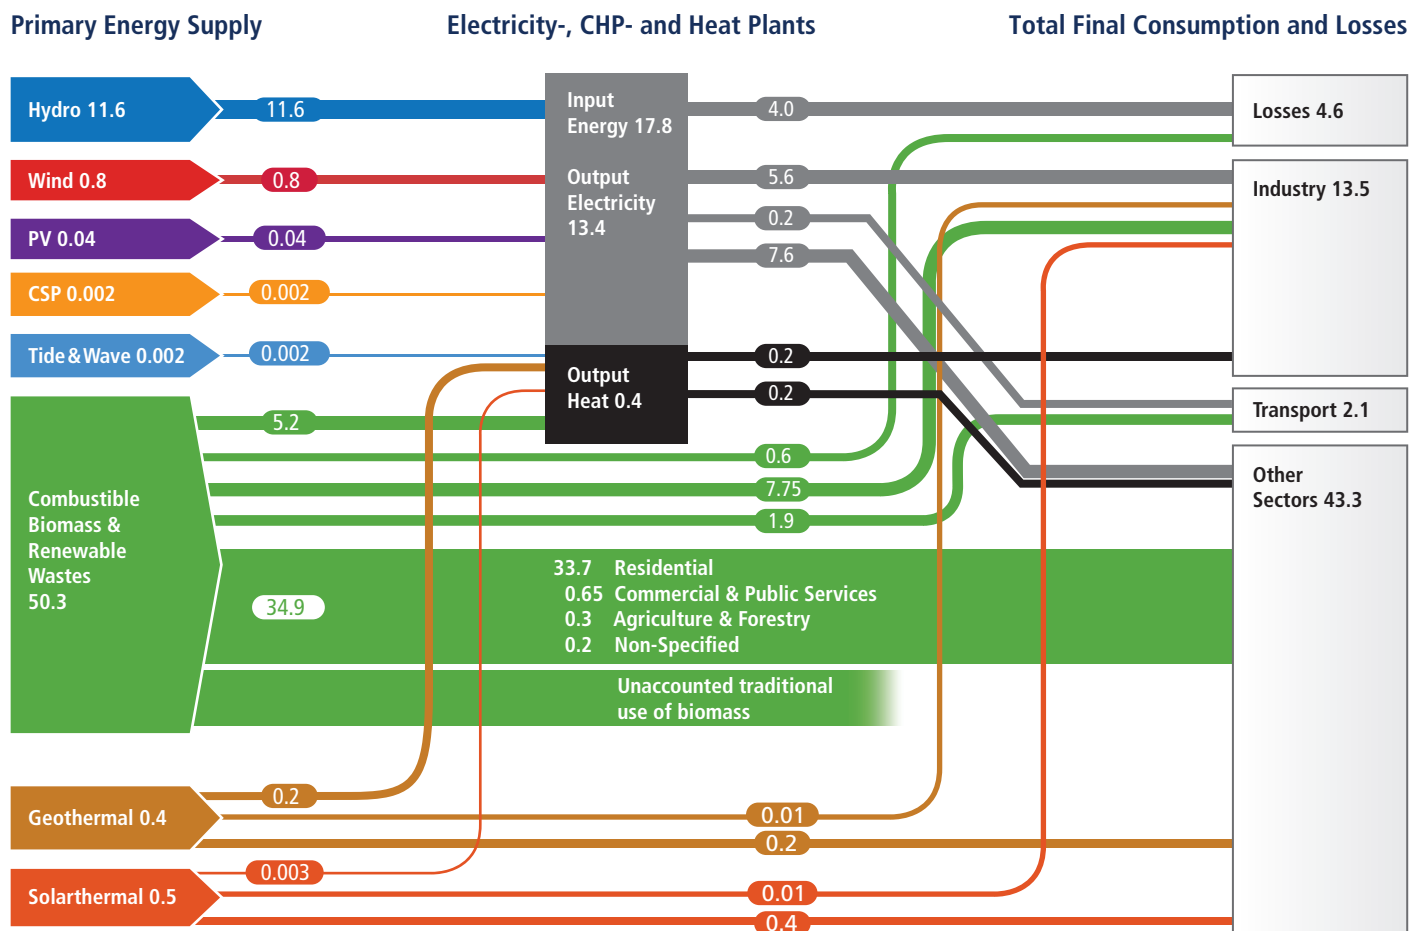 Primary Energy Supply
Electricity-, CHP- and Heat Plants
Total Final Consumption and Losses
Hydro 11.6
11.6
Input
Energy 17.8
4.0
Losses 4.6
Wind 0.8
0.8
Output
Electricity
13.4
5.6
Industry 13.5
0.2
PV 0.04
0.04
7.6
CSP 0.002
0.002
Tide & Wave 0.002
0.002
0.2
Output
Heat 0.4
0.2
Transport 2.1
5.2
0.6
Other
Sectors 43.3
7.75
Combustible
Biomass &
Renewable
Wastes
50.3
1.9
34.9
33.7 Residential
0.65 Commercial & Public Services
0.3 Agriculture & Forestry
0.2 Non-Specified
Unaccounted traditional
use of biomass
0.2
Geothermal 0.4
0.01
0.2
0.003
Solarthermal 0.5
0.01
0.4